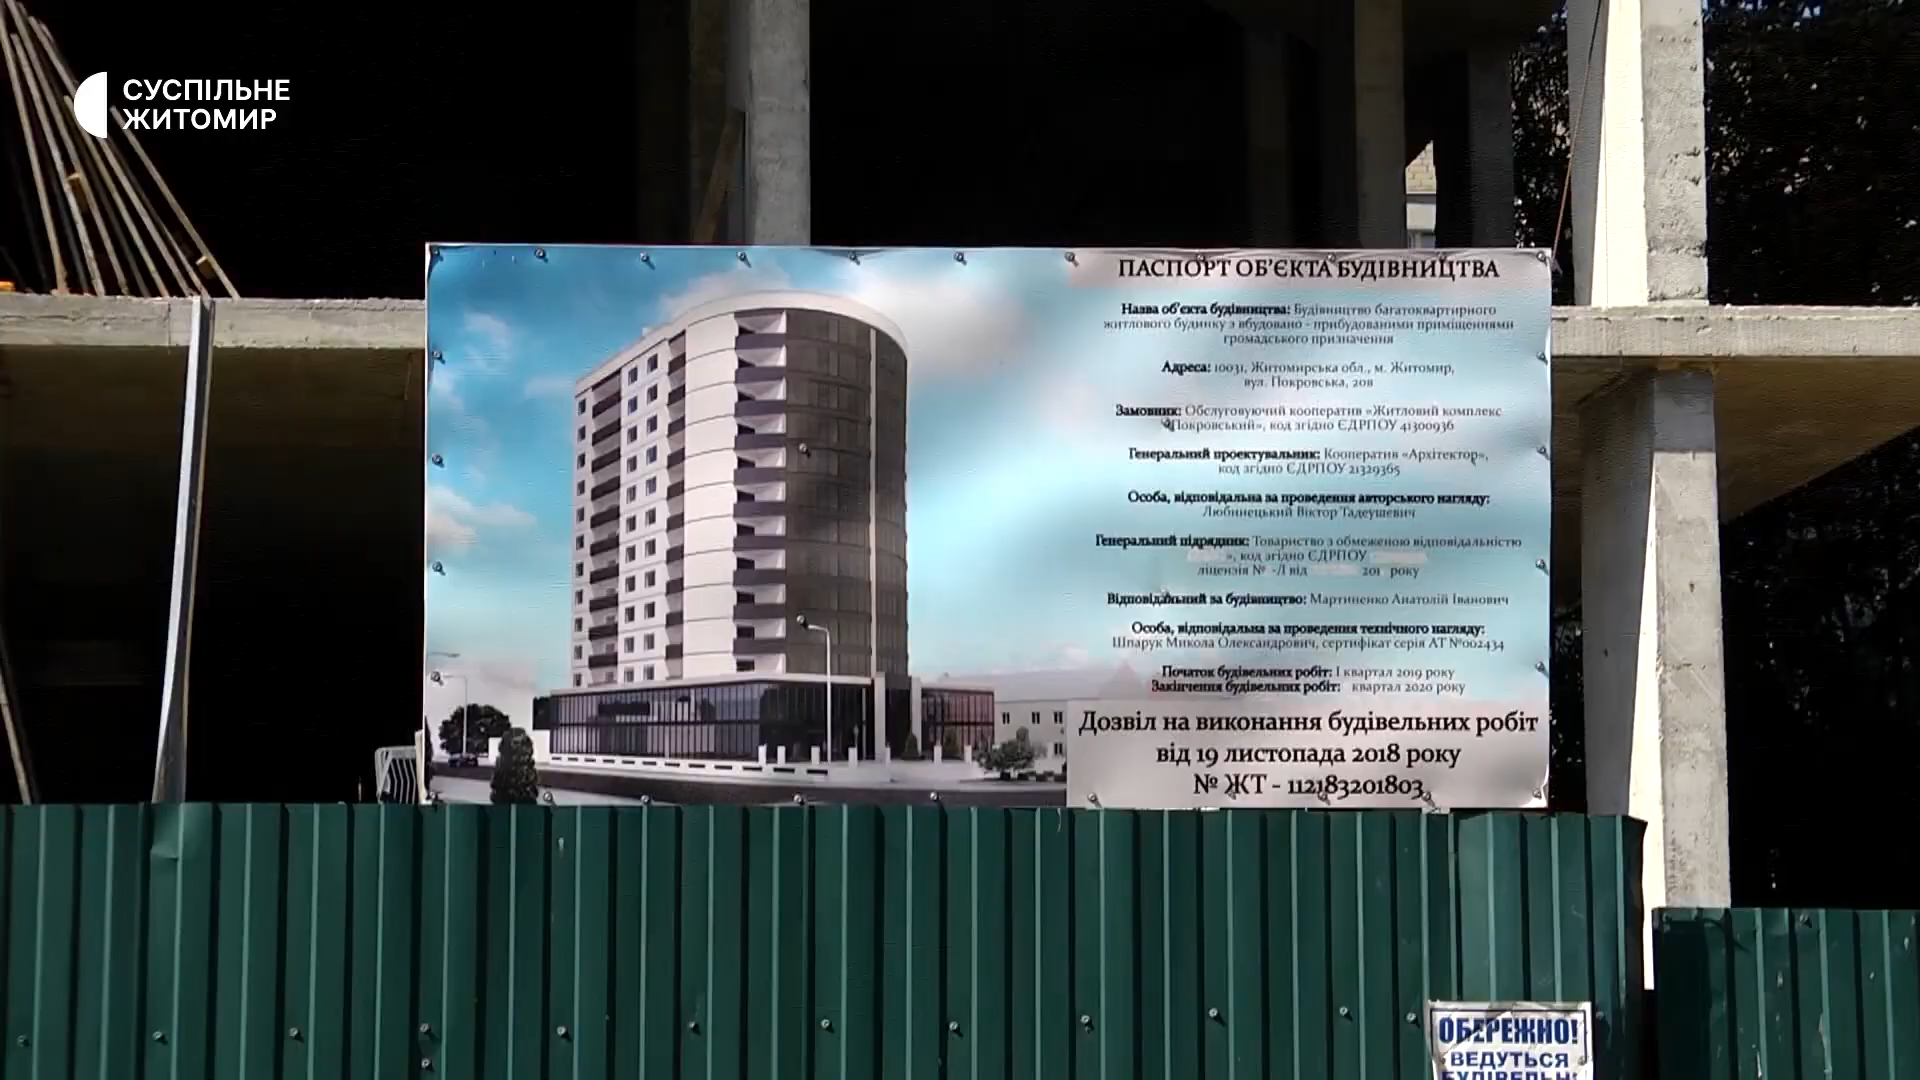 СУСПІЛЬНЕ
ЖИТОМИР
ПАСПОРТ ОБ'ЄКТА БУДІВНИЦТВА
Назва об'єкта будівництва: Будівництво багатоквартирного
житлового будинку з вбудовано - прибудованими приміщеннями
громадського призначення
Адреса: 10031, Житомирська обл., м. Житомир,
вул. Покровська, 20в
Замовник: Обслуговуючий кооператив «Житловий комплекс
«Покровський», код згідно ЄДРПОУ 41300936
Генеральний проектувальник: Кооператив «Архітектор»,
код згідно ЄДРПОУ 21329365
Особа, відповідальна за проведення авторського нагляду:
Любинецький Віктор Тадеушевич
Генеральний підрядник: Товариство з обмеженою відповідальністю
», код згідно ЄДРПОУ
ліцензія № -Л від 201 року
Відповідальний за будівництво: Мартиненко Анатолій Іванович
Особа, відповідальна за проведення технічного нагляду:
Шпарук Микола Олександрович, сертифікат серія АТ №002434
Початок будівельних робіт: І квартал 2019 року
Закінчення будівельних робіт: квартал 2020 року
Дозвіл на виконання будівельних робіт
від 19 листопада 2018 року
№ ЖТ - 112183201803
ОБЕРЕЖНО!
ВЕДУТЬСЯ